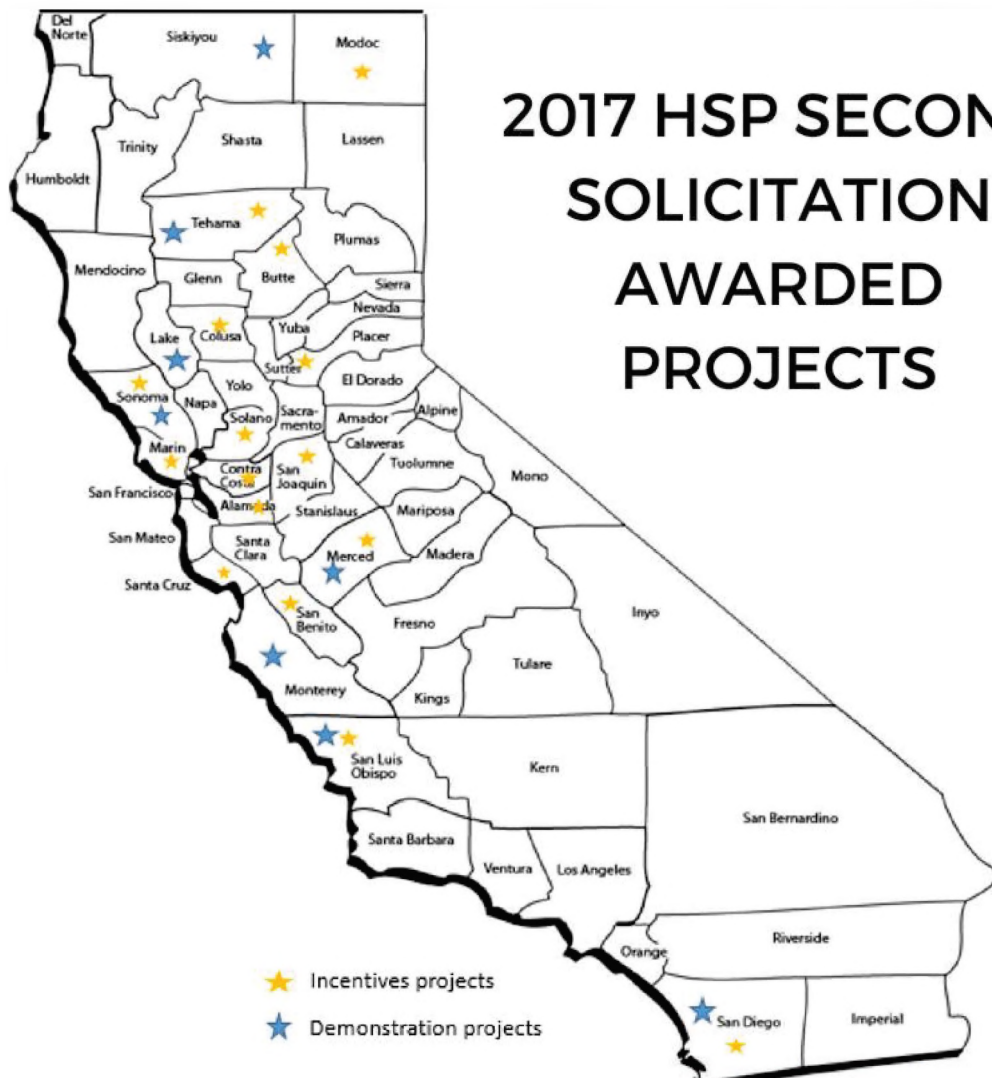 2017 HSP SECON
SOLICITATION
AWARDED
PROJECTS
Del
Norte
Siskiyou
Modoc
Trinity
Shasta
Lassen
Humboldt
Tehama
Plumas
Mendocino
Glenn
Butte
Sierra
Nevada
Lake
Colusa
Yuba
Placer
Sutter
El Dorado
Sonoma
Napa
Yolo
Sacra-
mento
Solano
Amador
Alpine
Calaveras
Marin
Contra
Costa
San
Joaquin
Tuolumne
Mono
San Francisco
Alameda
Stanislaus
Mariposa
San Mateo
Santa
Clara
Merced
Madera
Santa Cruz
San
Benito
Fresno
Inyo
Monterey
Kings
Tulare
San Luis
Obispo
Kern
San Bernardino
Santa Barbara
Ventura
Los Angeles
Orange
Riverside
San Diego
Imperial
Incentives projects
Demonstration projects